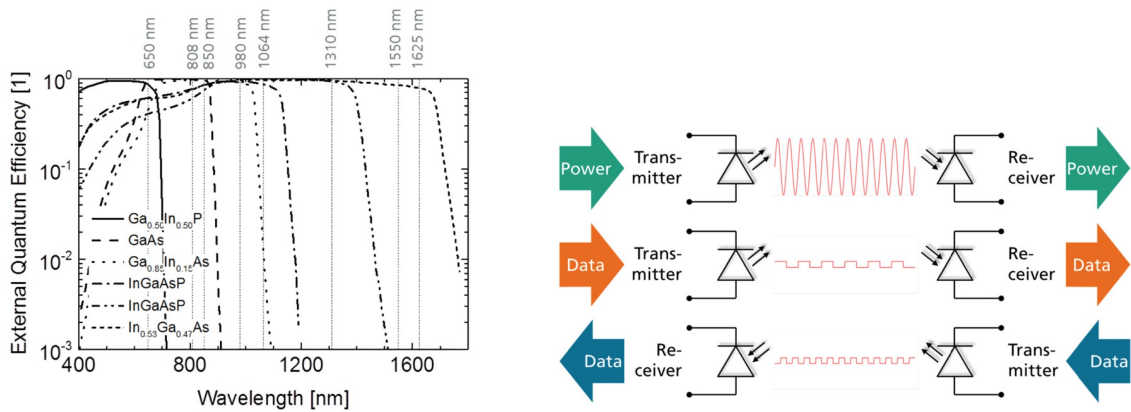 650 nm
808 nm
850 nm
980 nm
1064 nm
1310 nm
1550 nm
1625 nm
External Quantum Efficiency [1]
10⁰
10⁻¹
10⁻²
10⁻³
Ga₀.₅₀In₀.₅₀P
GaAs
Ga₀.₈₅In₀.₁₅As
InGaAsP
InGaAsP
In₀.₅₃Ga₀.₄₇As
400 800 1200 1600
Wavelength [nm]
Power
Trans-
mitter
Re-
ceiver
Power
Data
Trans-
mitter
Re-
ceiver
Data
Data
Re-
ceiver
Trans-
mitter
Data